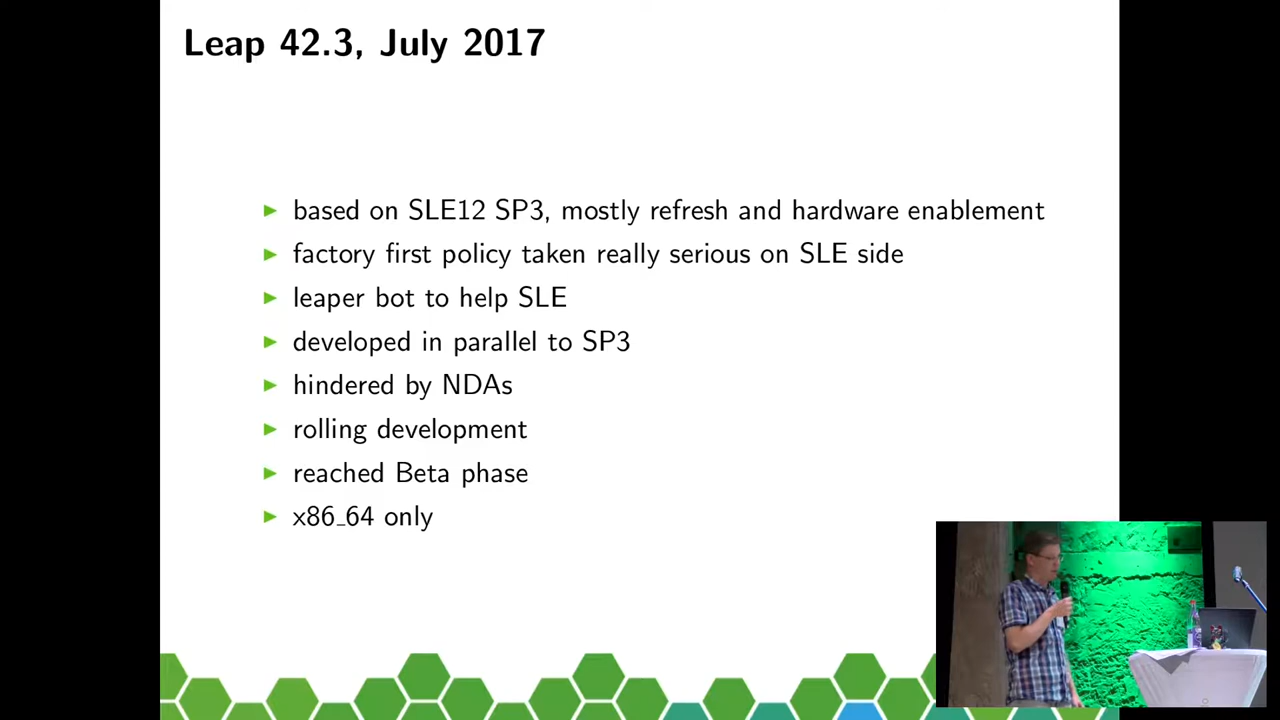 Leap 42.3, July 2017
based on SLE12 SP3, mostly refresh and hardware enablement
factory first policy taken really serious on SLE side
leaper bot to help SLE
developed in parallel to SP3
hindered by NDAs
rolling development
reached Beta phase
x86_64 only